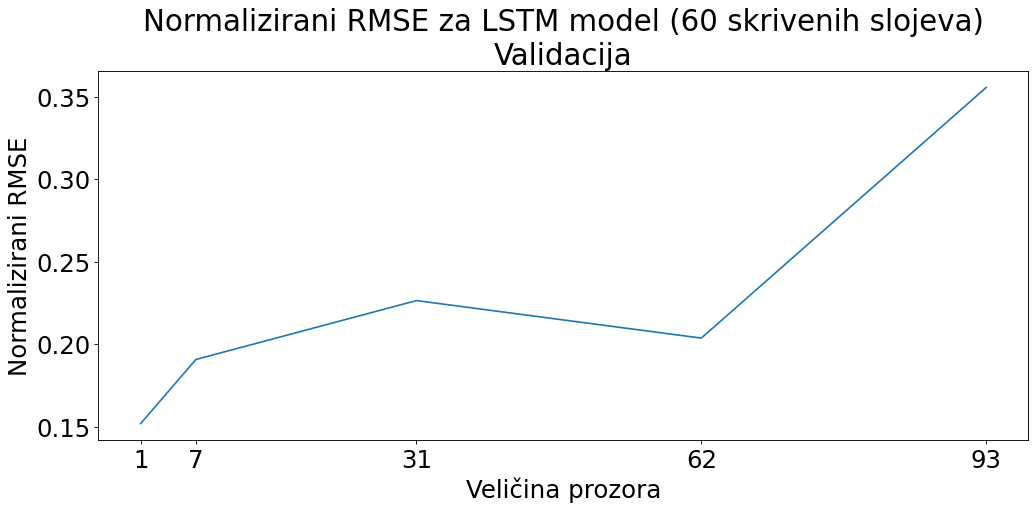 Normalizirani RMSE za LSTM model (60 skrivenih slojeva)
Validacija
Normalizirani RMSE
0.35
0.30
0.25
0.20
0.15
1 7 31 62 93
Veličina prozora